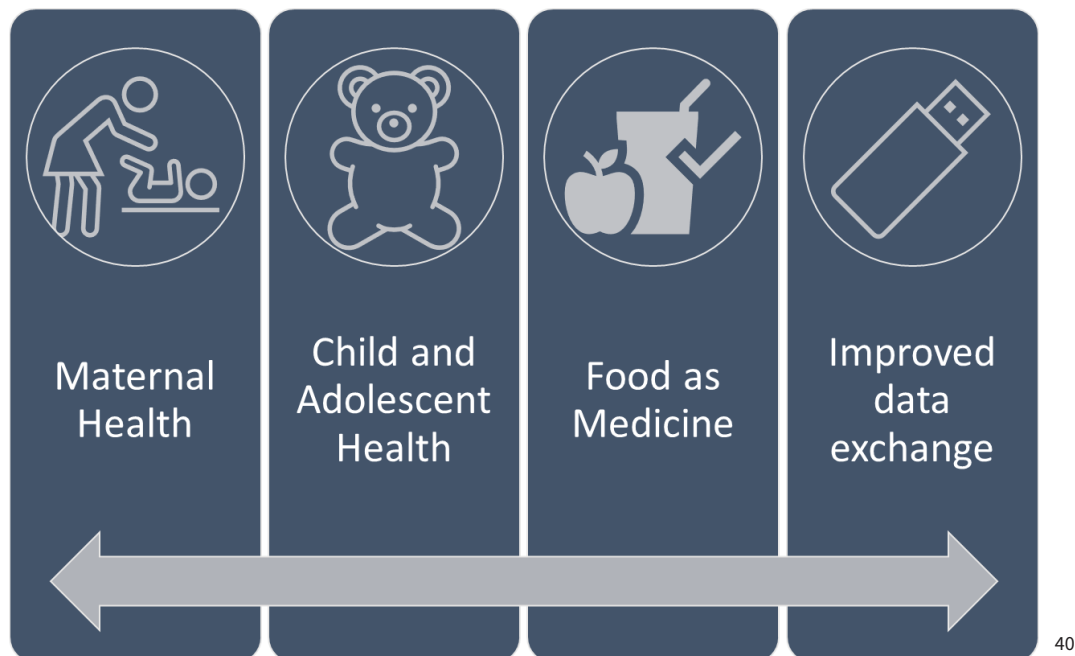 Maternal
Health
Child and
Adolescent
Health
Food as
Medicine
Improved
data
exchange
40